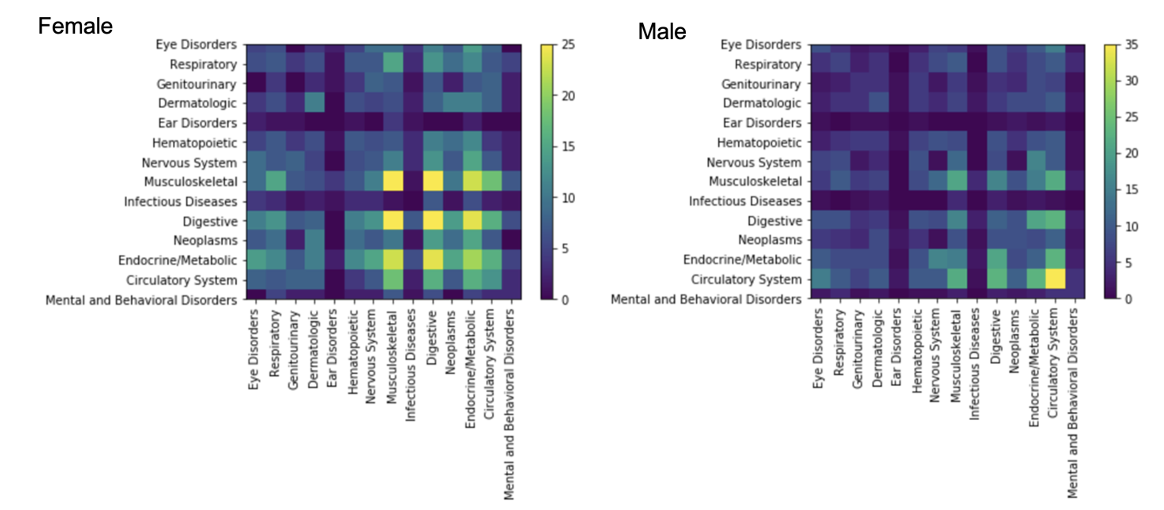 Female
Eye Disorders
Respiratory
Genitourinary
Dermatologic
Ear Disorders
Hematopoietic
Nervous System
Musculoskeletal
Infectious Diseases
Digestive
Neoplasms
Endocrine/Metabolic
Circulatory System
Mental and Behavioral Disorders
Eye Disorders
Respiratory
Genitourinary
Dermatologic
Ear Disorders
Hematopoietic
Nervous System
Musculoskeletal
Infectious Diseases
Digestive
Neoplasms
Endocrine/Metabolic
Circulatory System
Mental and Behavioral Disorders
25
20
15
10
5
0
Male
Eye Disorders
Respiratory
Genitourinary
Dermatologic
Ear Disorders
Hematopoietic
Nervous System
Musculoskeletal
Infectious Diseases
Digestive
Neoplasms
Endocrine/Metabolic
Circulatory System
Mental and Behavioral Disorders
Eye Disorders
Respiratory
Genitourinary
Dermatologic
Ear Disorders
Hematopoietic
Nervous System
Musculoskeletal
Infectious Diseases
Digestive
Neoplasms
Endocrine/Metabolic
Circulatory System
Mental and Behavioral Disorders
35
30
25
20
15
10
5
0